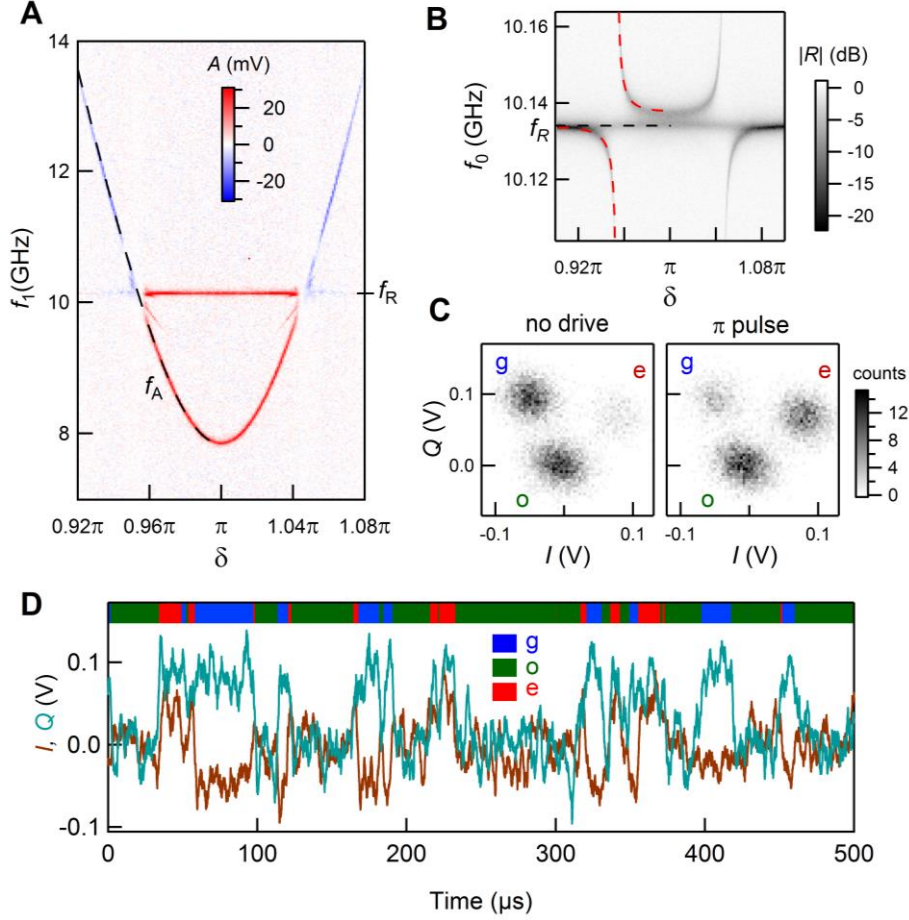 A
A (mV)
20
0
-20
14
12
10
8
f₁(GHz)
f_R
f_A
0.92π
0.96π
π
1.04π
1.08π
δ
B
10.16
10.14
f_R
10.12
f₀ (GHz)
0.92π
π
1.08π
δ
|R| (dB)
0
-5
-10
-15
-20
C
no drive
π pulse
g
e
o
g
e
o
0.1
0.0
Q (V)
-0.1
0.1
I (V)
-0.1
0.1
I (V)
counts
12
8
4
0
D
g
o
e
0.1
0.0
-0.1
I, Q (V)
0
100
200
300
400
500
Time (μs)